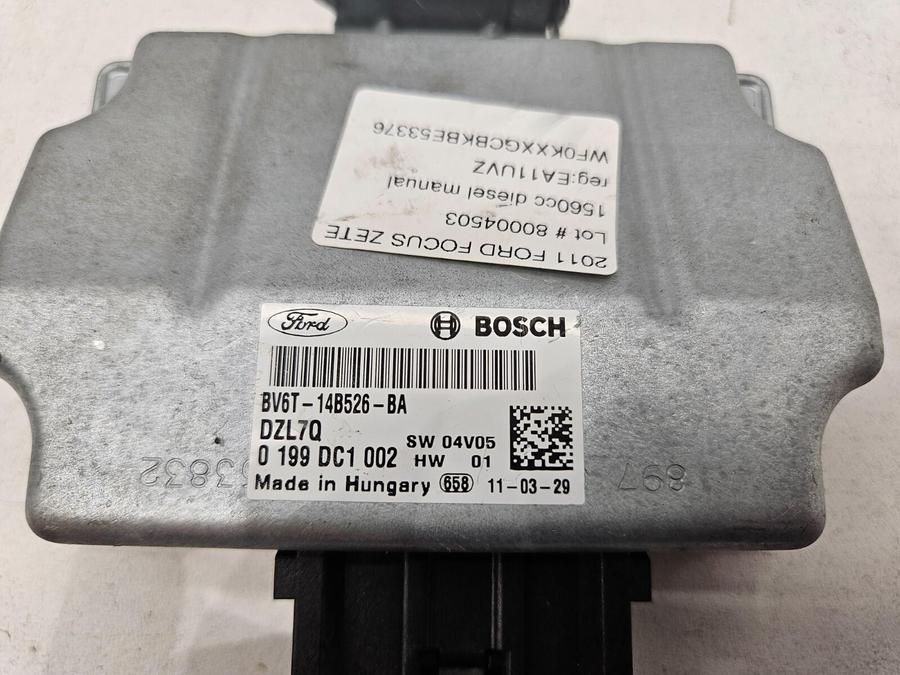 2011 FORD FOCUS ZETE
Lot # 80004503
1560cc diesel manual
reg:EA11UVZ
WF0KXXGCBKBE53376
Ford
BOSCH
BV6T-14B526-BA
DZL7Q
SW 04V05
0 199 DC1 002
HW 01
Made in Hungary 658 11-03-29
897